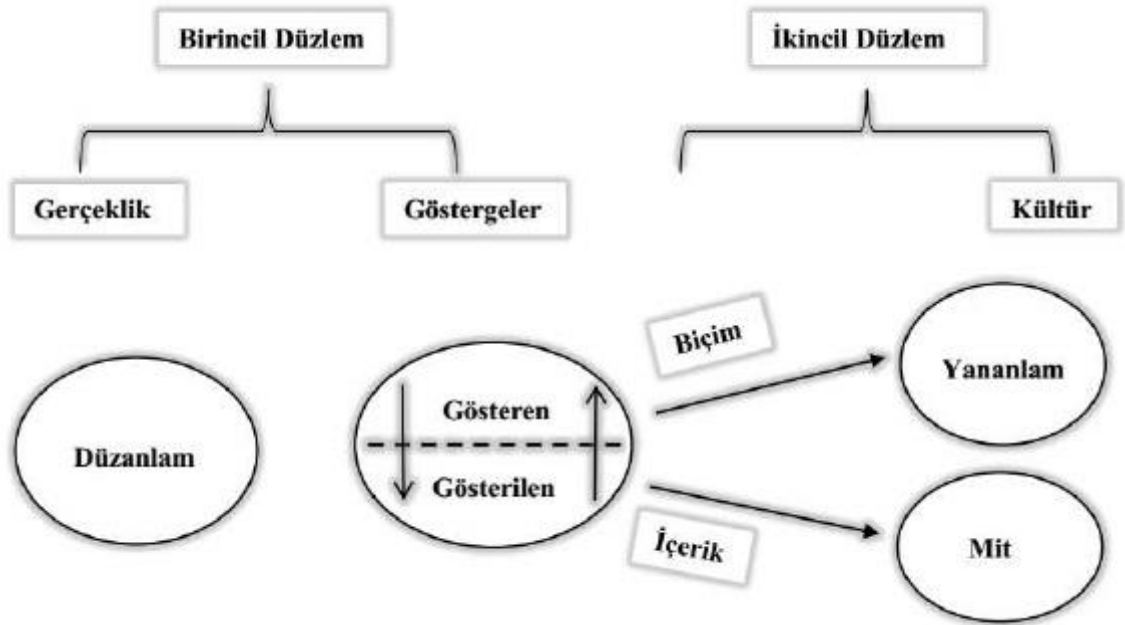 Birincil Düzlem
İkincil Düzlem
Gerçeklik
Göstergeler
Kültür
Biçim
Yananlam
Gösteren
Düzanlam
Gösterilen
İçerik
Mit